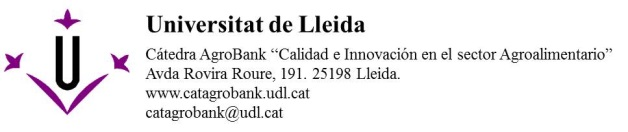 Universitat de Lleida
Cátedra AgroBank “Calidad e Innovación en el sector Agroalimentario”
Avda Rovira Roure, 191. 25198 Lleida.
www.catagrobank.udl.cat
catagrobank@udl.cat